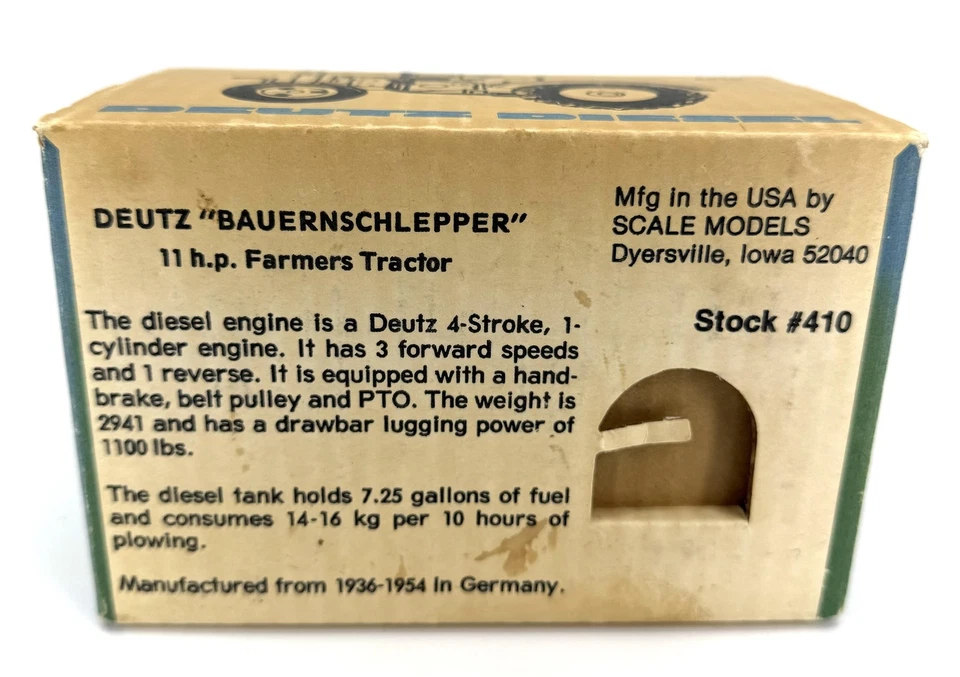 DEUTZ DIESEL
DEUTZ "BAUERNSCHLEPPER"
11 h.p. Farmers Tractor
The diesel engine is a Deutz 4-Stroke, 1-
cylinder engine. It has 3 forward speeds
and 1 reverse. It is equipped with a hand-
brake, belt pulley and PTO. The weight is
2941 and has a drawbar lugging power of
1100 lbs.
The diesel tank holds 7.25 gallons of fuel
and consumes 14-16 kg per 10 hours of
plowing.
Manufactured from 1936-1954 in Germany.
Mfg in the USA by
SCALE MODELS
Dyersville, Iowa 52040
Stock #410